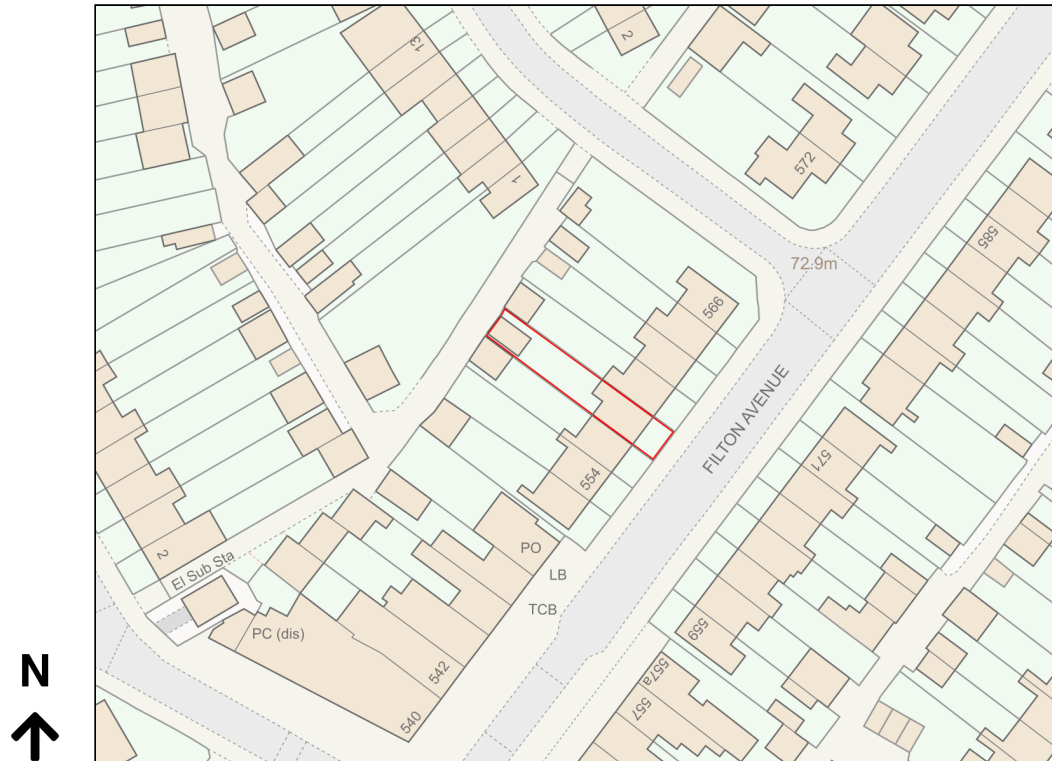 13
2
572
585
1
72.9m
566
FILTON AVENUE
571
554
2
PO
El Sub Sta
LB
TCB
PC (dis)
559
542
557a
557
540
N